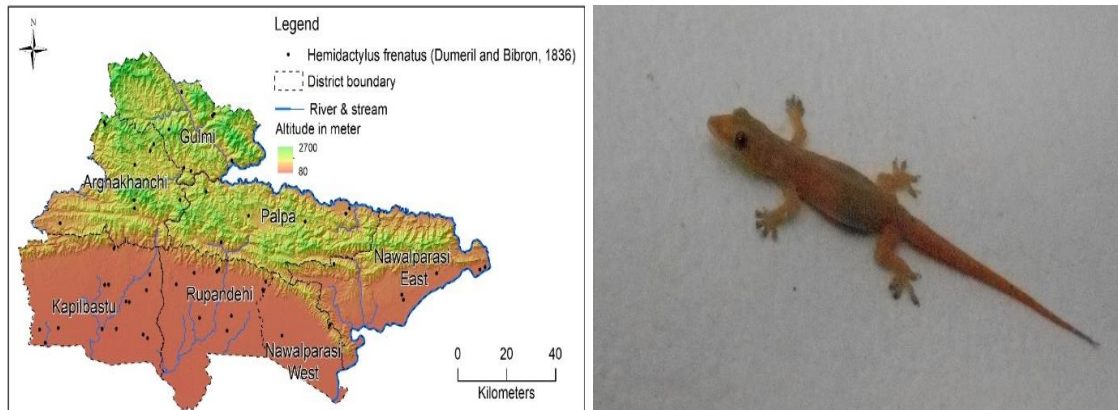 N
Legend
Hemidactylus frenatus (Dumeril and Bibron, 1836)
District boundary
River & stream
Altitude in meter
2700
80
Gulmi
Arghakhanchi
Palpa
Nawalparasi
East
Kapilbastu
Rupandehi
Nawalparasi
West
0 20 40
Kilometers